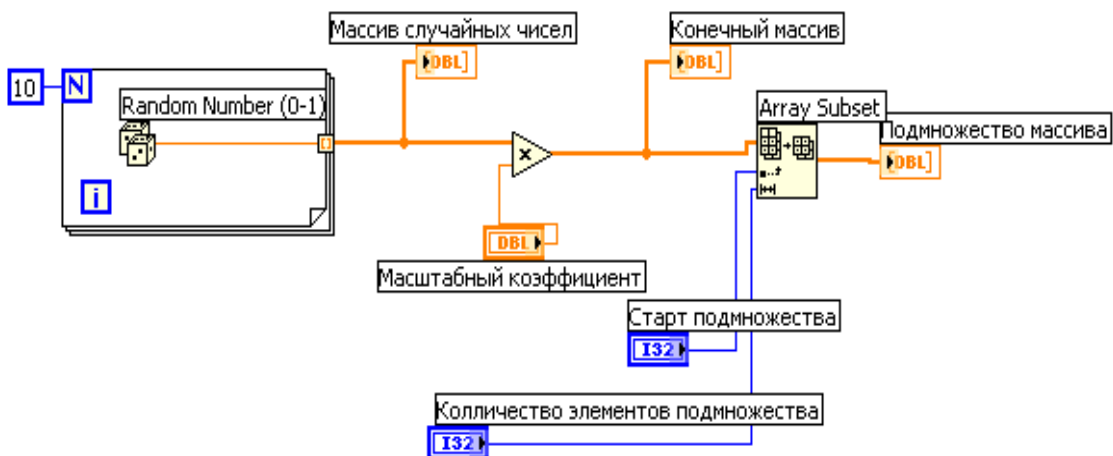 Массив случайных чисел
Конечный массив
DBL]
DBL]
10
N
Random Number (0-1)
Array Subset
Подмножество массива
DBL]
x
i
DBL
Масштабный коэффициент
Старт подмножества
I32
Колличество элементов подмножества
I32